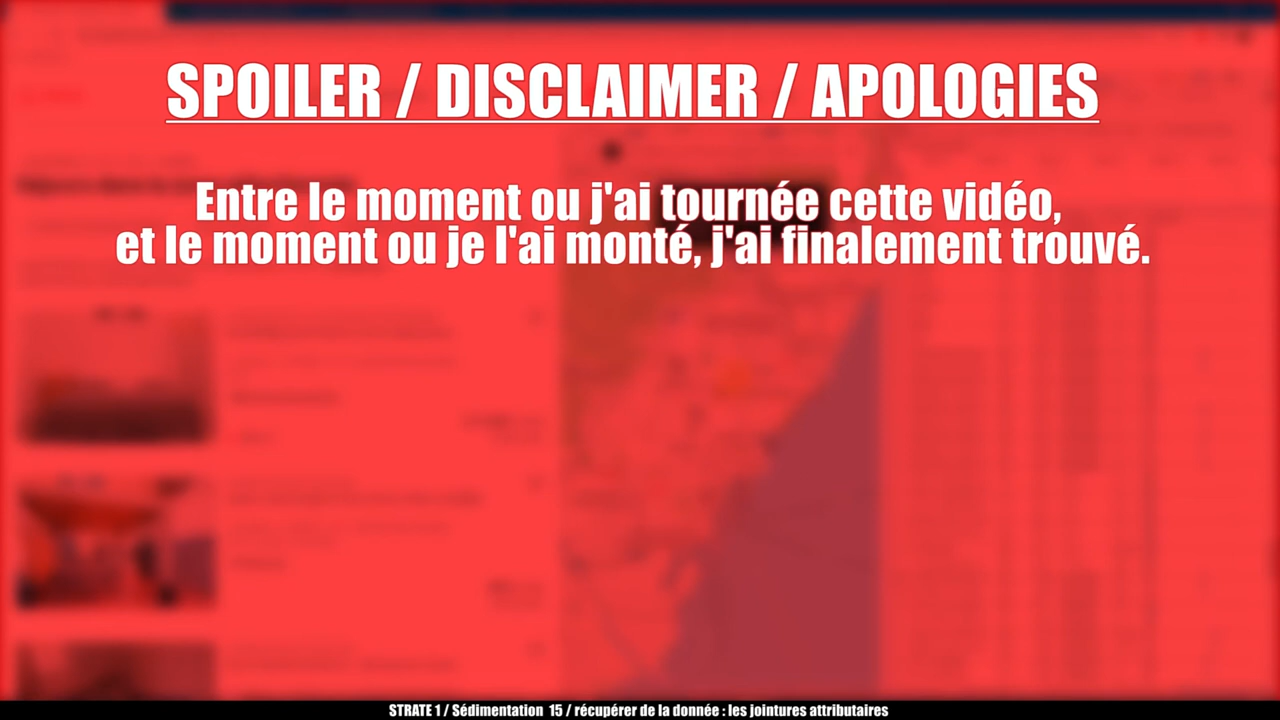 SPOILER / DISCLAIMER / APOLOGIES
Entre le moment ou j'ai tournée cette vidéo,
et le moment ou je l'ai monté, j'ai finalement trouvé.
STRATE 1 / Sédimentation 15 / récupérer de la donnée : les jointures attributaires